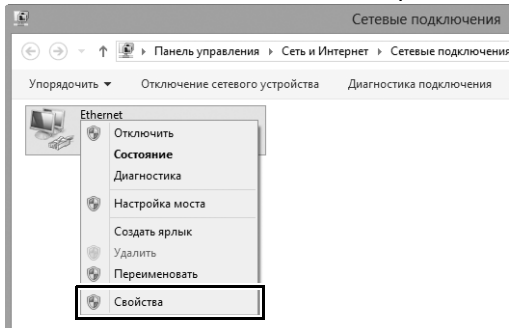 Сетевые подключения
Панель управления Сеть и Интернет Сетевые подключения
Упорядочить Отключение сетевого устройства Диагностика подключения
Ethernet
Отключить
Состояние
Диагностика
Настройка моста
Создать ярлык
Удалить
Переименовать
Свойства